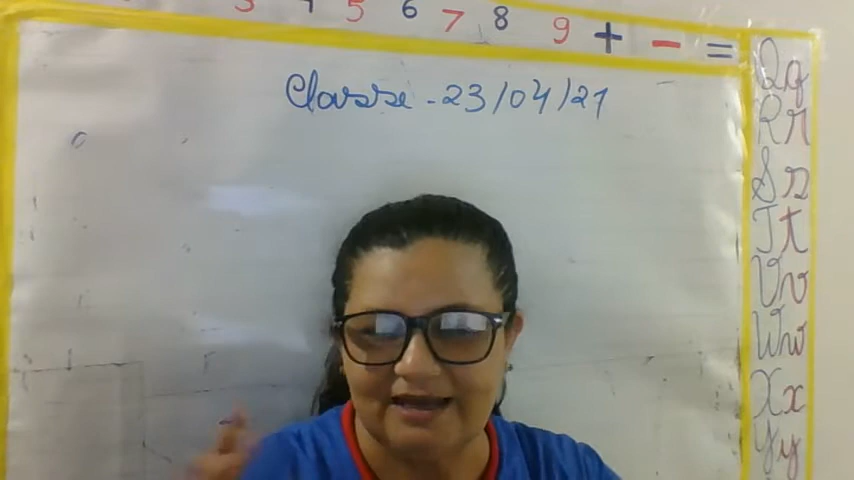 5 6 7 8 9 + - =
Classe - 23/04/21
Qq
Rr
Ss
Tt
Vv
Ww
Xx
Yy